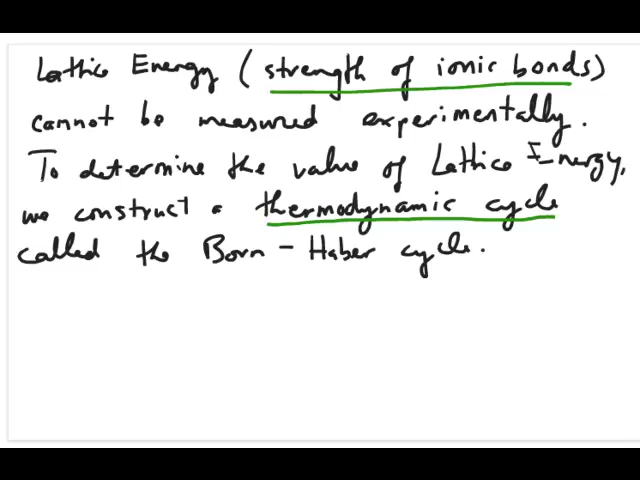 Lattice Energy (strength of ionic bonds)
cannot be measured experimentally.
To determine the value of Lattice Energy,
we construct a thermodynamic cycle
called the Born - Haber cycle.